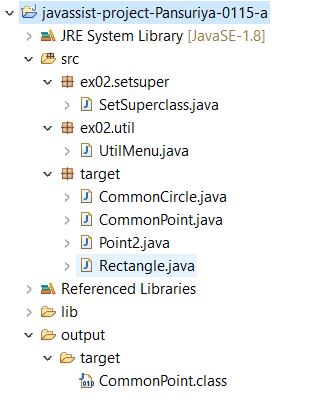 javassist-project-Pansuriya-0115-a
JRE System Library [JavaSE-1.8]
src
ex02.setsuper
SetSuperclass.java
ex02.util
UtilMenu.java
target
CommonCircle.java
CommonPoint.java
Point2.java
Rectangle.java
Referenced Libraries
lib
output
target
CommonPoint.class